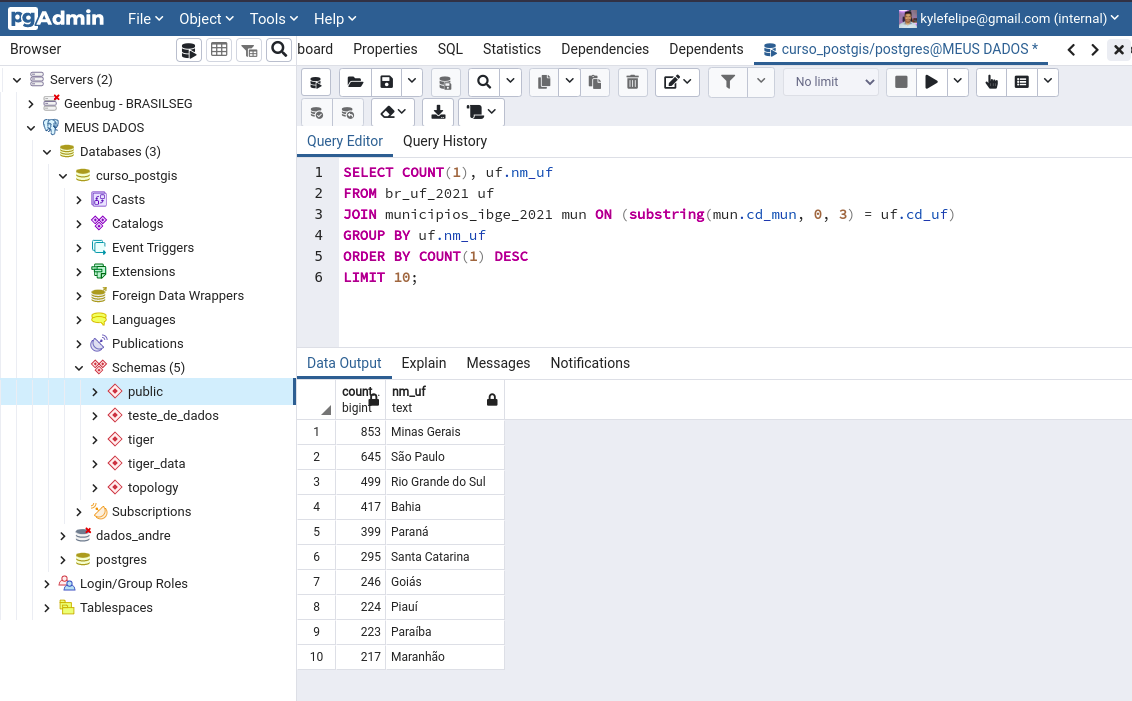 pgAdmin File Object Tools Help kylefelipe@gmail.com (internal)
Browser
board Properties SQL Statistics Dependencies Dependents curso_postgis/postgres@MEUS DADOS *
Servers (2)
Geenbug - BRASILSEG
MEUS DADOS
Databases (3)
curso_postgis
Casts
Catalogs
Event Triggers
Extensions
Foreign Data Wrappers
Languages
Publications
Schemas (5)
public
teste_de_dados
tiger
tiger_data
topology
Subscriptions
dados_andre
postgres
Login/Group Roles
Tablespaces
No limit
Query Editor Query History
1 SELECT COUNT(1), uf.nm_uf
2 FROM br_uf_2021 uf
3 JOIN municipios_ibge_2021 mun ON (substring(mun.cd_mun, 0, 3) = uf.cd_uf)
4 GROUP BY uf.nm_uf
5 ORDER BY COUNT(1) DESC
6 LIMIT 10;
Data Output Explain Messages Notifications
count nm_uf
bigint text
1 853 Minas Gerais
2 645 São Paulo
3 499 Rio Grande do Sul
4 417 Bahia
5 399 Paraná
6 295 Santa Catarina
7 246 Goiás
8 224 Piauí
9 223 Paraíba
10 217 Maranhão